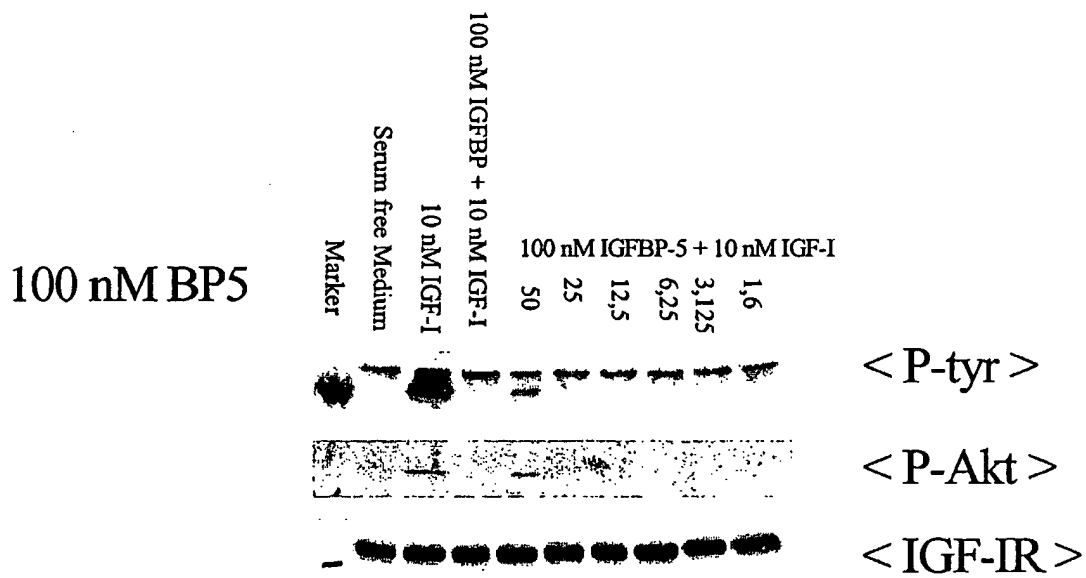 100 nM BP5
Marker
Serum free Medium
10 nM IGF-I
100 nM IGFBP + 10 nM IGF-I
100 nM IGFBP-5 + 10 nM IGF-I
50
25
12,5
6,25
3,125
1,6
< P-tyr >
< P-Akt >
< IGF-IR >